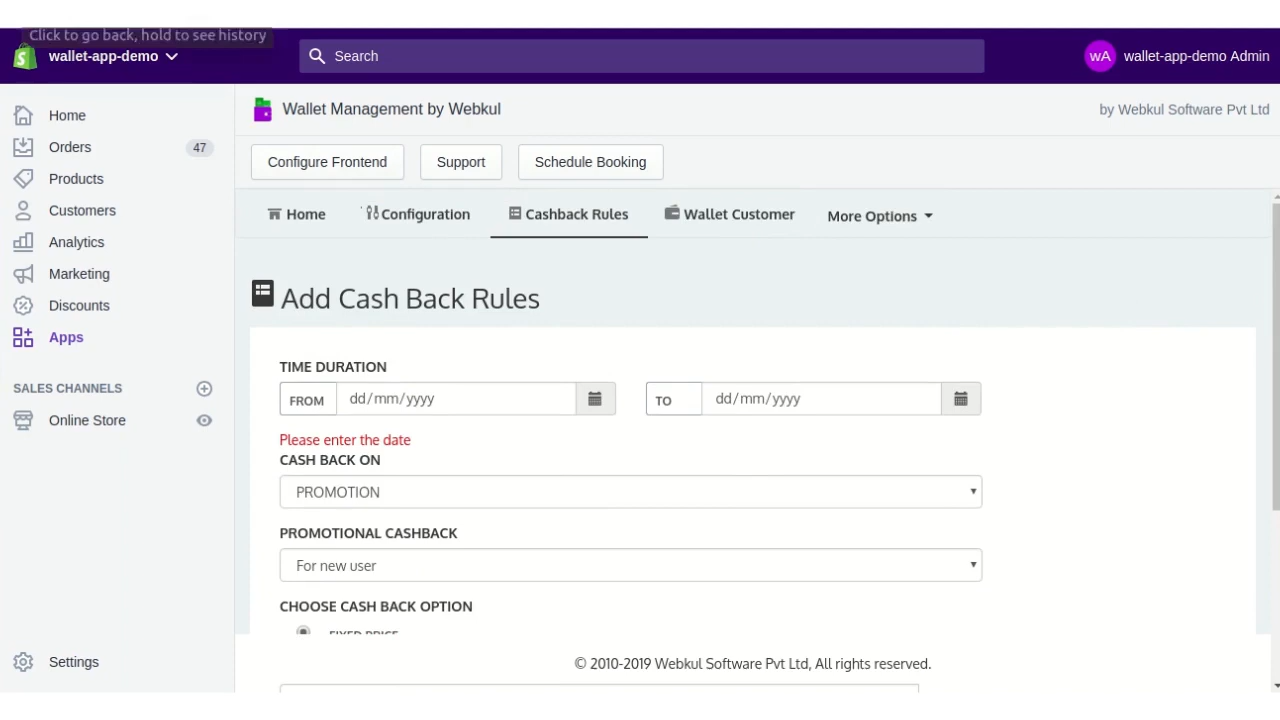 Click to go back, hold to see history
wallet-app-demo
Search
wA
wallet-app-demo Admin
Home
Orders
47
Products
Customers
Analytics
Marketing
Discounts
Apps
SALES CHANNELS
Online Store
Settings
Wallet Management by Webkul
by Webkul Software Pvt Ltd
Configure Frontend
Support
Schedule Booking
Home
Configuration
Cashback Rules
Wallet Customer
More Options
Add Cash Back Rules
TIME DURATION
FROM
dd/mm/yyyy
TO
dd/mm/yyyy
Please enter the date
CASH BACK ON
PROMOTION
PROMOTIONAL CASHBACK
For new user
CHOOSE CASH BACK OPTION
FIXED PRICE
© 2010-2019 Webkul Software Pvt Ltd, All rights reserved.